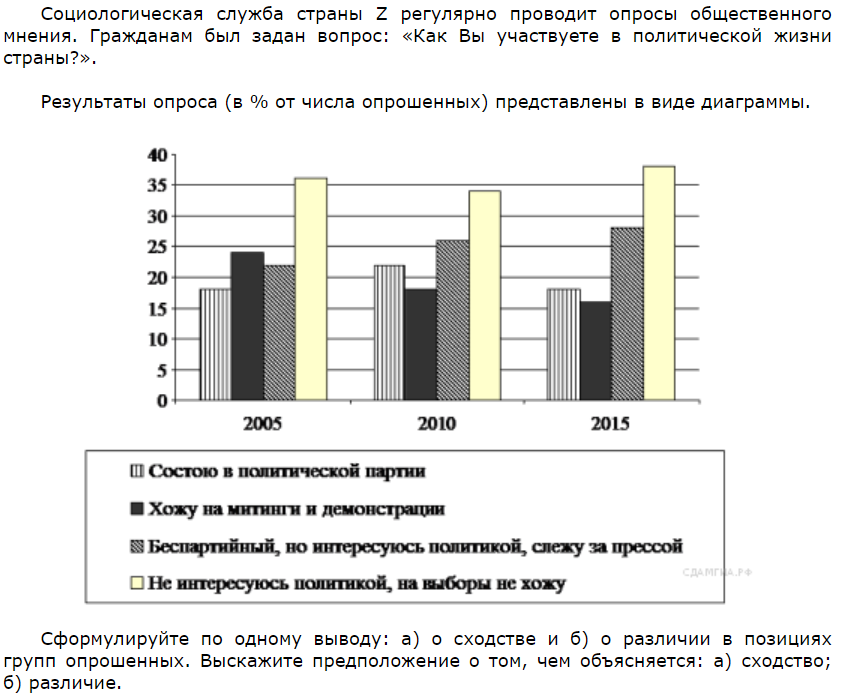 Социологическая служба страны Z регулярно проводит опросы общественного
мнения. Гражданам был задан вопрос: «Как Вы участвуете в политической жизни
страны?».
Результаты опроса (в % от числа опрошенных) представлены в виде диаграммы.
40
35
30
25
20
15
10
5
0
2005 2010 2015
Состою в политической партии
Хожу на митинги и демонстрации
Беспартийный, но интересуюсь политикой, слежу за прессой
Не интересуюсь политикой, на выборы не хожу
СДАМГИА.РФ
Сформулируйте по одному выводу: а) о сходстве и б) о различии в позициях
групп опрошенных. Выскажите предположение о том, чем объясняется: а) сходство;
б) различие.